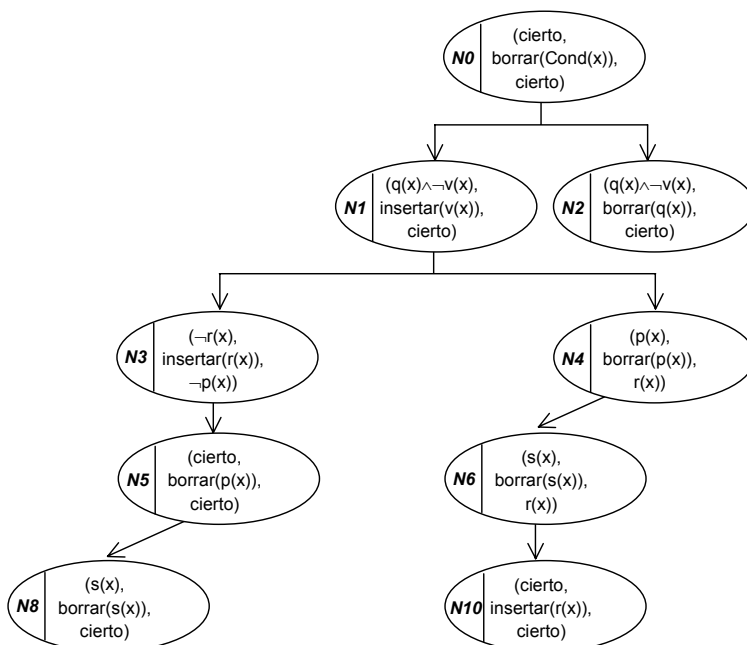 N0
(cierto,
borrar(Cond(x)),
cierto)
N1
(q(x)∧¬v(x),
insertar(v(x)),
cierto)
N2
(q(x)∧¬v(x),
borrar(q(x)),
cierto)
N3
(¬r(x),
insertar(r(x)),
¬p(x))
N4
(p(x),
borrar(p(x)),
r(x))
N5
(cierto,
borrar(p(x)),
cierto)
N6
(s(x),
borrar(s(x)),
r(x))
N8
(s(x),
borrar(s(x)),
cierto)
N10
(cierto,
insertar(r(x)),
cierto)